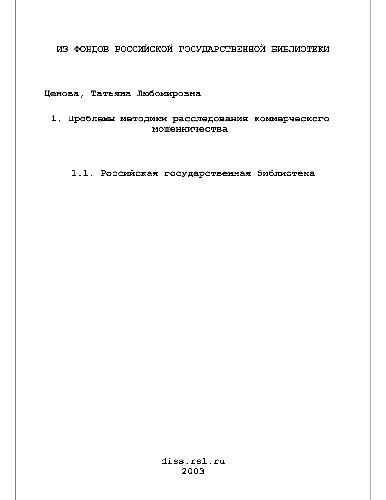 ИЗ ФОНДОВ РОССИЙСКОЙ ГОСУДАРСТВЕННОЙ БИБЛИОТЕКИ
Ценова, Татьяна Любомировна
1. Проблемы методики расследования коммерческого
мошенничества
1.1. Российская государственная библиотека
diss.rsl.ru
2003